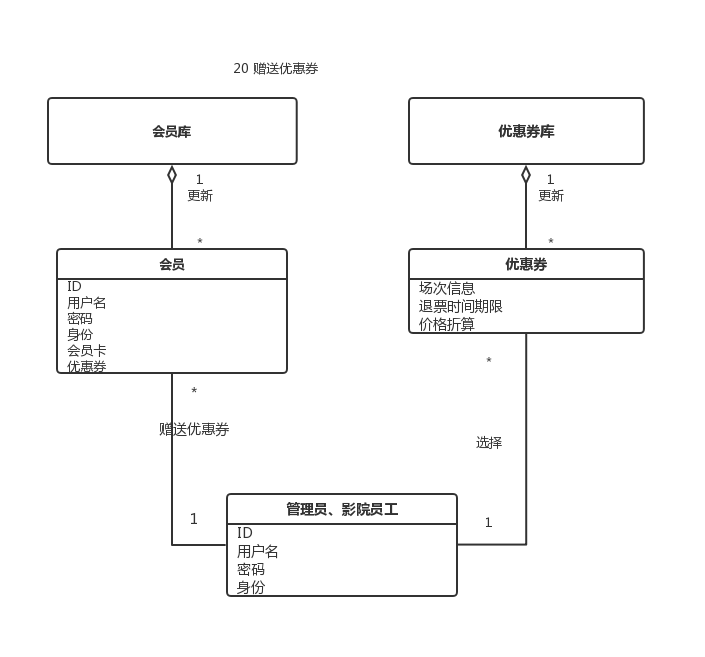 20 赠送优惠券
会员库
优惠券库
1
更新
1
更新
*
*
会员
ID
用户名
密码
身份
会员卡
优惠券
优惠券
场次信息
退票时间期限
价格折算
*
*
赠送优惠券
选择
1
1
管理员、影院员工
ID
用户名
密码
身份